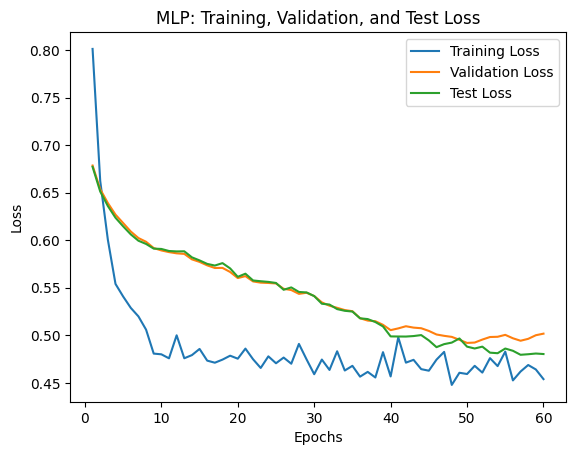 MLP: Training, Validation, and Test Loss
Training Loss
Validation Loss
Test Loss
Loss
0.80
0.75
0.70
0.65
0.60
0.55
0.50
0.45
0 10 20 30 40 50 60
Epochs